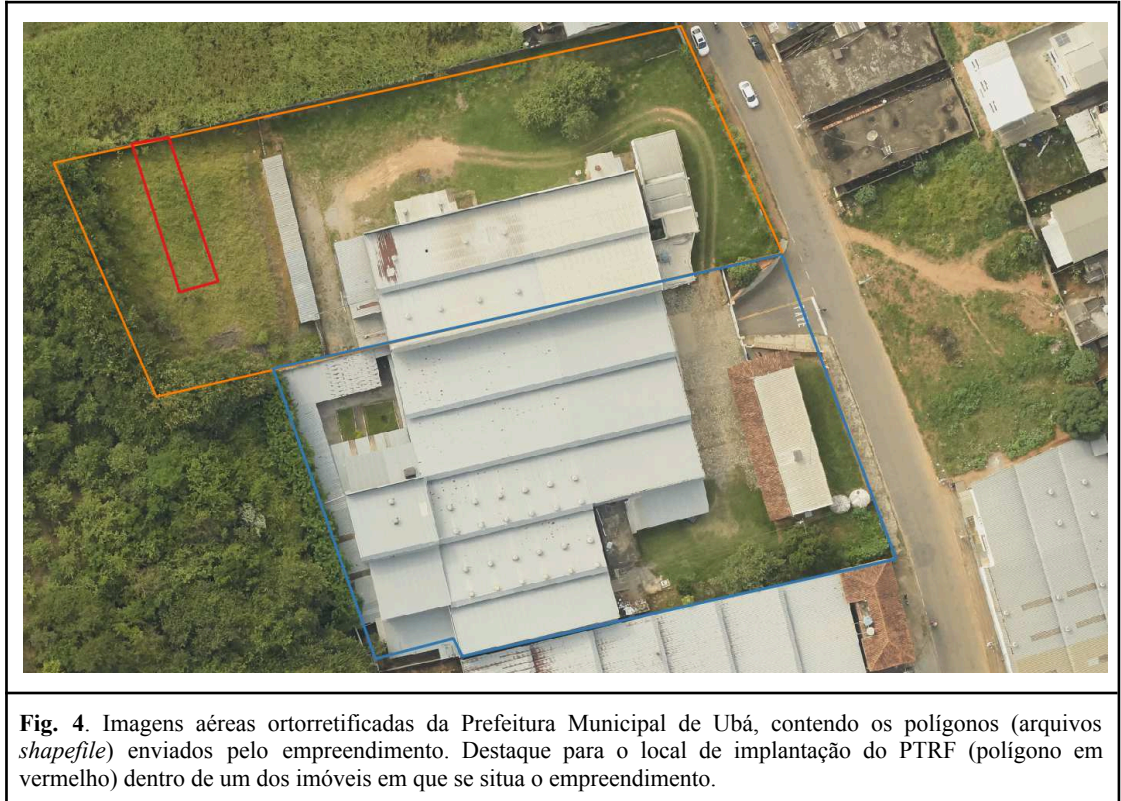 Fig. 4. Imagens aéreas ortorretificadas da Prefeitura Municipal de Ubá, contendo os polígonos (arquivos
shapefile) enviados pelo empreendimento. Destaque para o local de implantação do PTRF (polígono em
vermelho) dentro de um dos imóveis em que se situa o empreendimento.